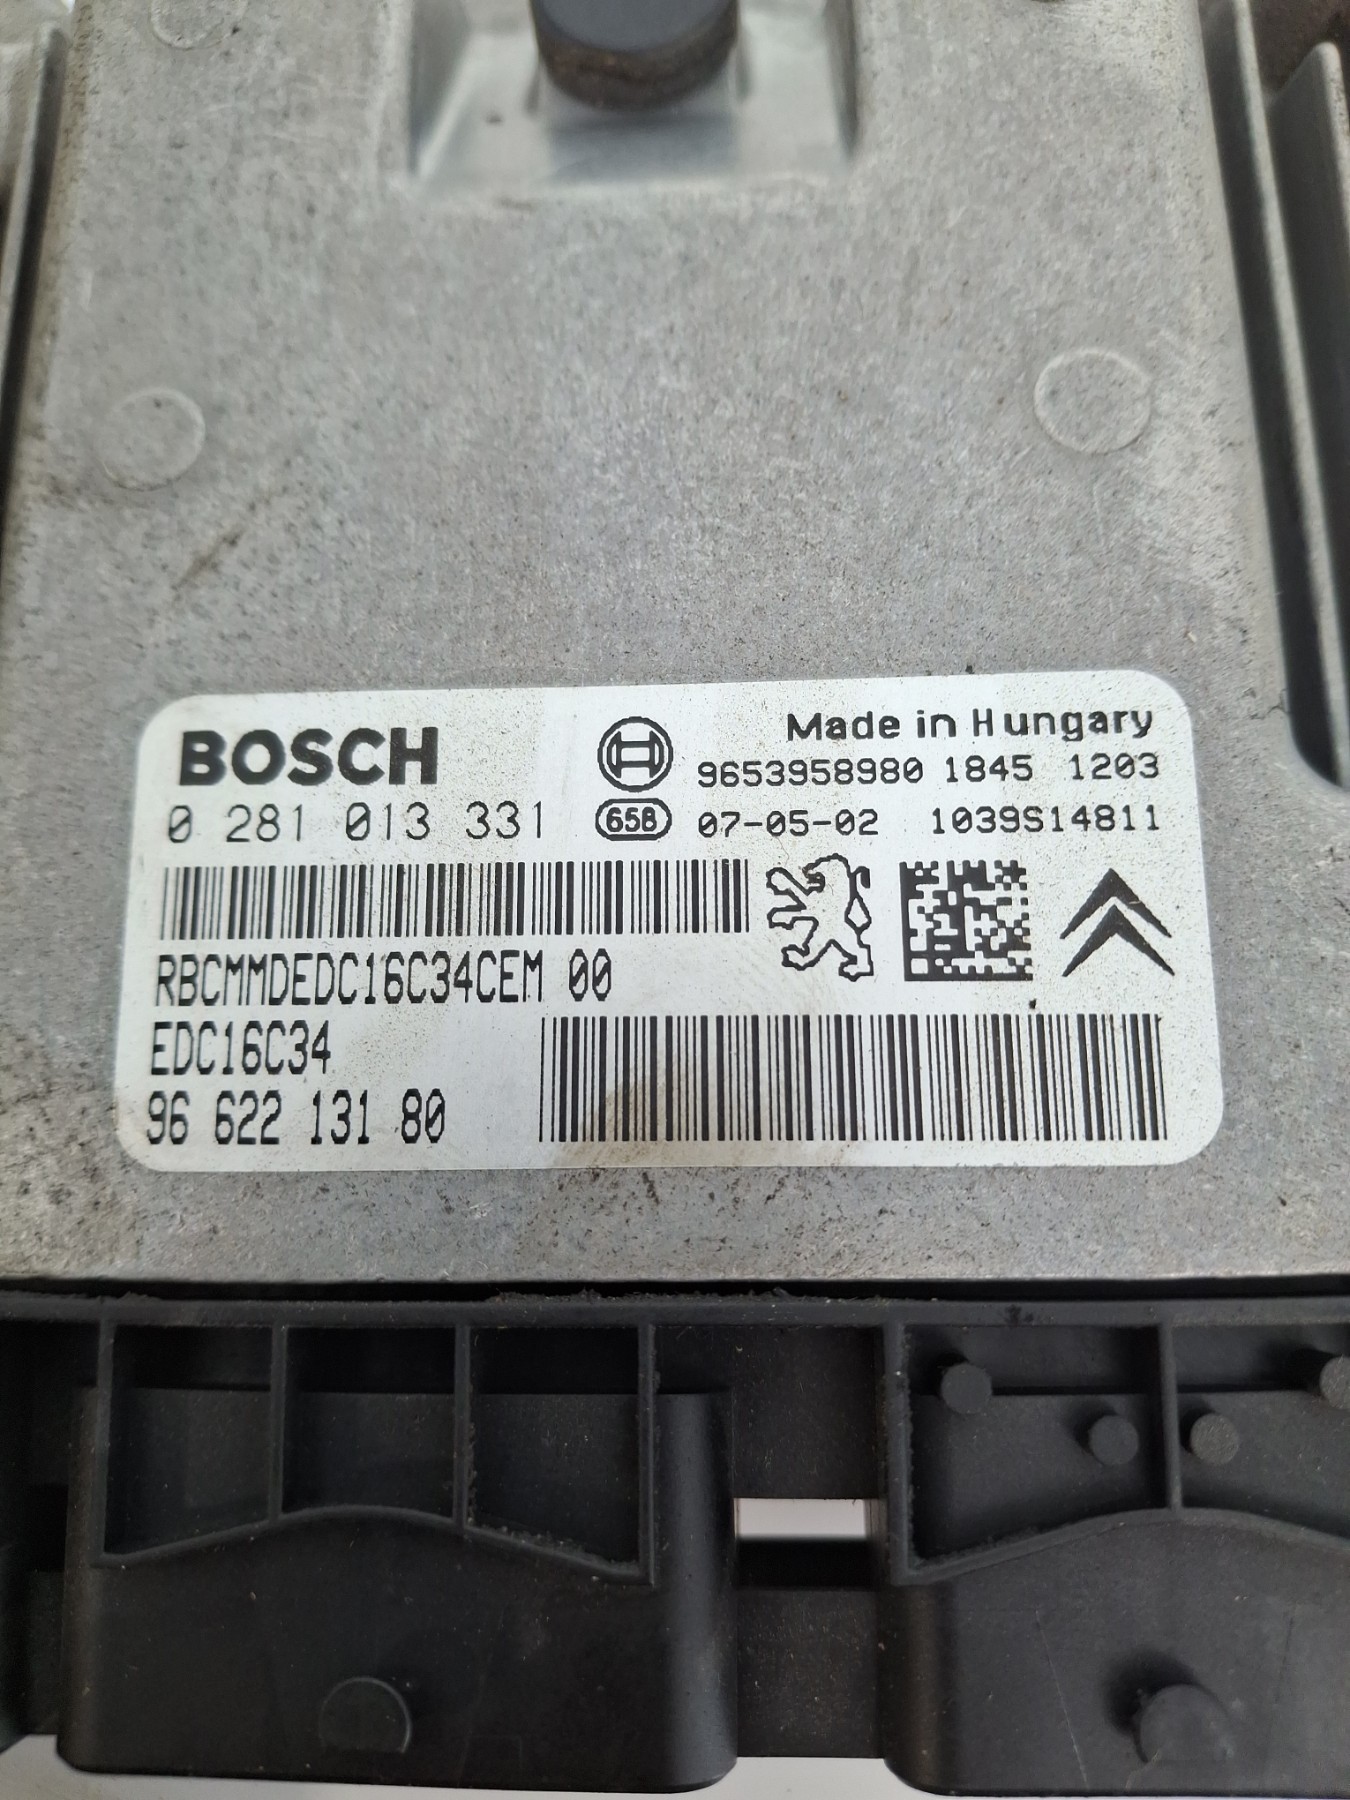 BOSCH
Made in Hungary
9653958980 1845 1203
0 281 013 331
658 07-05-02 1039S14811
RBCMMDEDC16C34CEM 00
EDC16C34
96 622 131 80